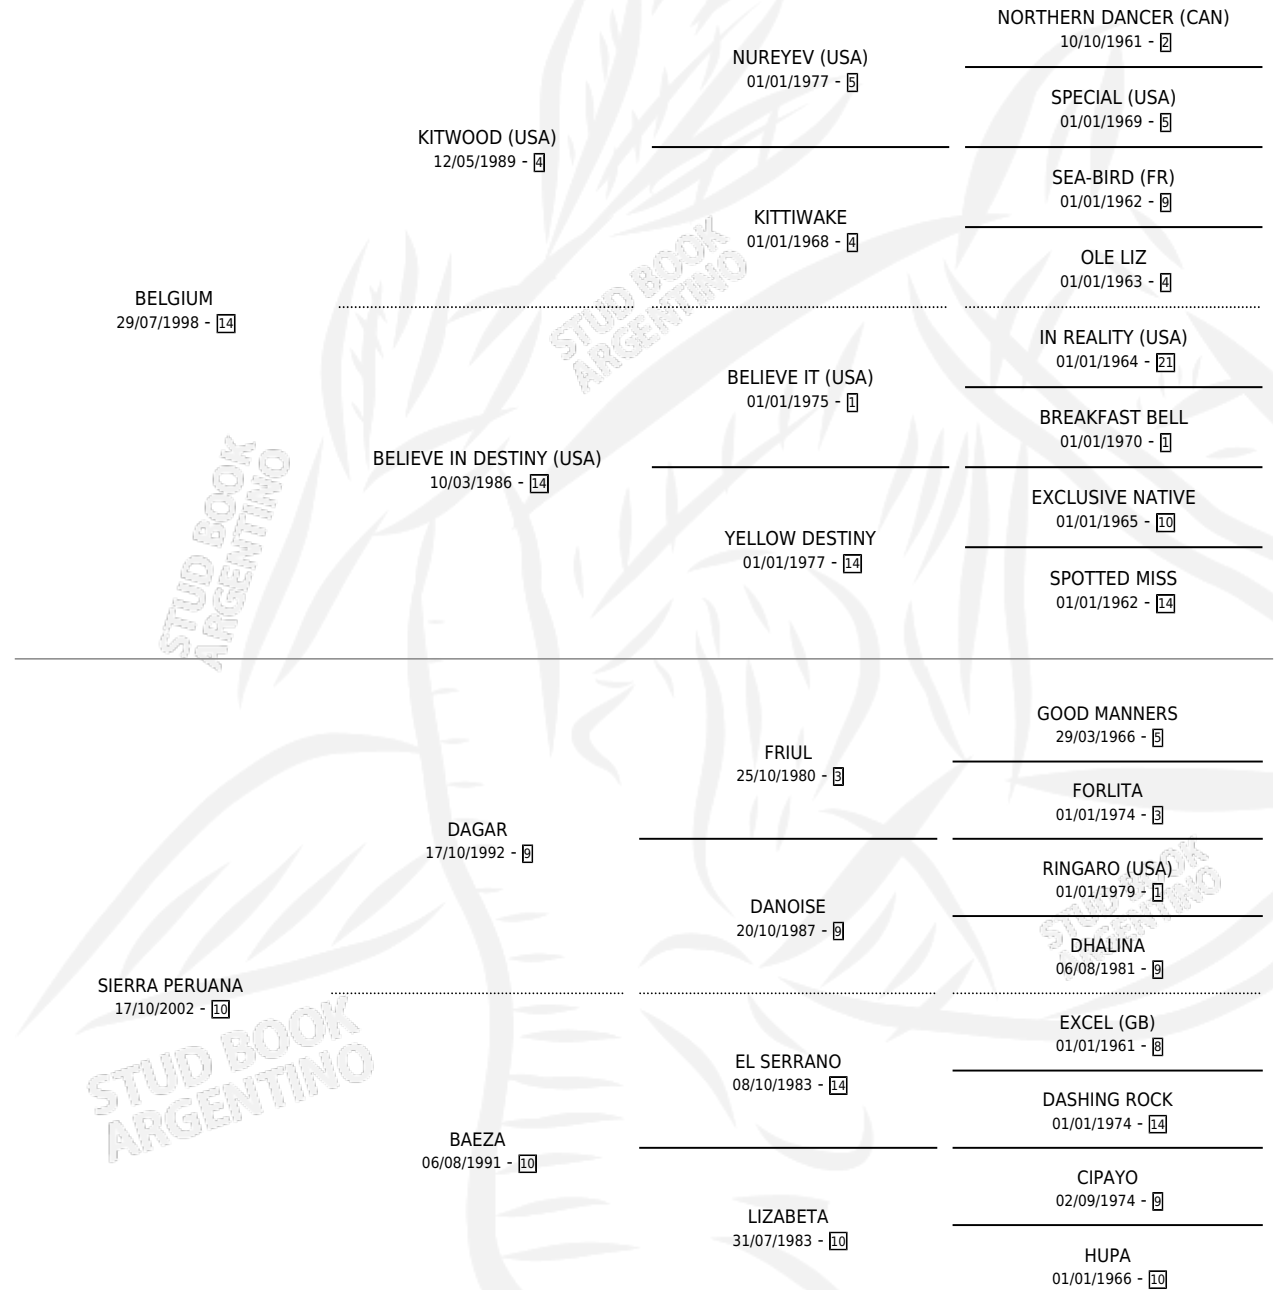 NORTHERN DANCER (CAN)
10/10/1961 - 2
NUREYEV (USA)
01/01/1977 - 5
SPECIAL (USA)
01/01/1969 - 5
KITWOOD (USA)
12/05/1989 - 4
SEA-BIRD (FR)
01/01/1962 - 9
KITTIWAKE
01/01/1968 - 4
OLE LIZ
01/01/1963 - 4
BELGIUM
29/07/1998 - 14
STUD BOOK
ARGENTINO
IN REALITY (USA)
01/01/1964 - 21
BELIEVE IT (USA)
01/01/1975 - 1
BREAKFAST BELL
01/01/1970 - 1
BELIEVE IN DESTINY (USA)
10/03/1986 - 14
EXCLUSIVE NATIVE
01/01/1965 - 10
YELLOW DESTINY
01/01/1977 - 14
SPOTTED MISS
01/01/1962 - 14
STUD BOOK
ARGENTINO
GOOD MANNERS
29/03/1966 - 5
FRIUL
25/10/1980 - 3
FORLITA
01/01/1974 - 3
DAGAR
17/10/1992 - 9
RINGARO (USA)
01/01/1979 - 1
DANOISE
20/10/1987 - 9
STUD BOOK
ARGENTINO
DHALINA
06/08/1981 - 9
SIERRA PERUANA
17/10/2002 - 10
STUD BOOK
ARGENTINO
EXCEL (GB)
01/01/1961 - 8
EL SERRANO
08/10/1983 - 14
DASHING ROCK
01/01/1974 - 14
BAEZA
06/08/1991 - 10
CIPAYO
02/09/1974 - 9
LIZABETA
31/07/1983 - 10
HUPA
01/01/1966 - 10